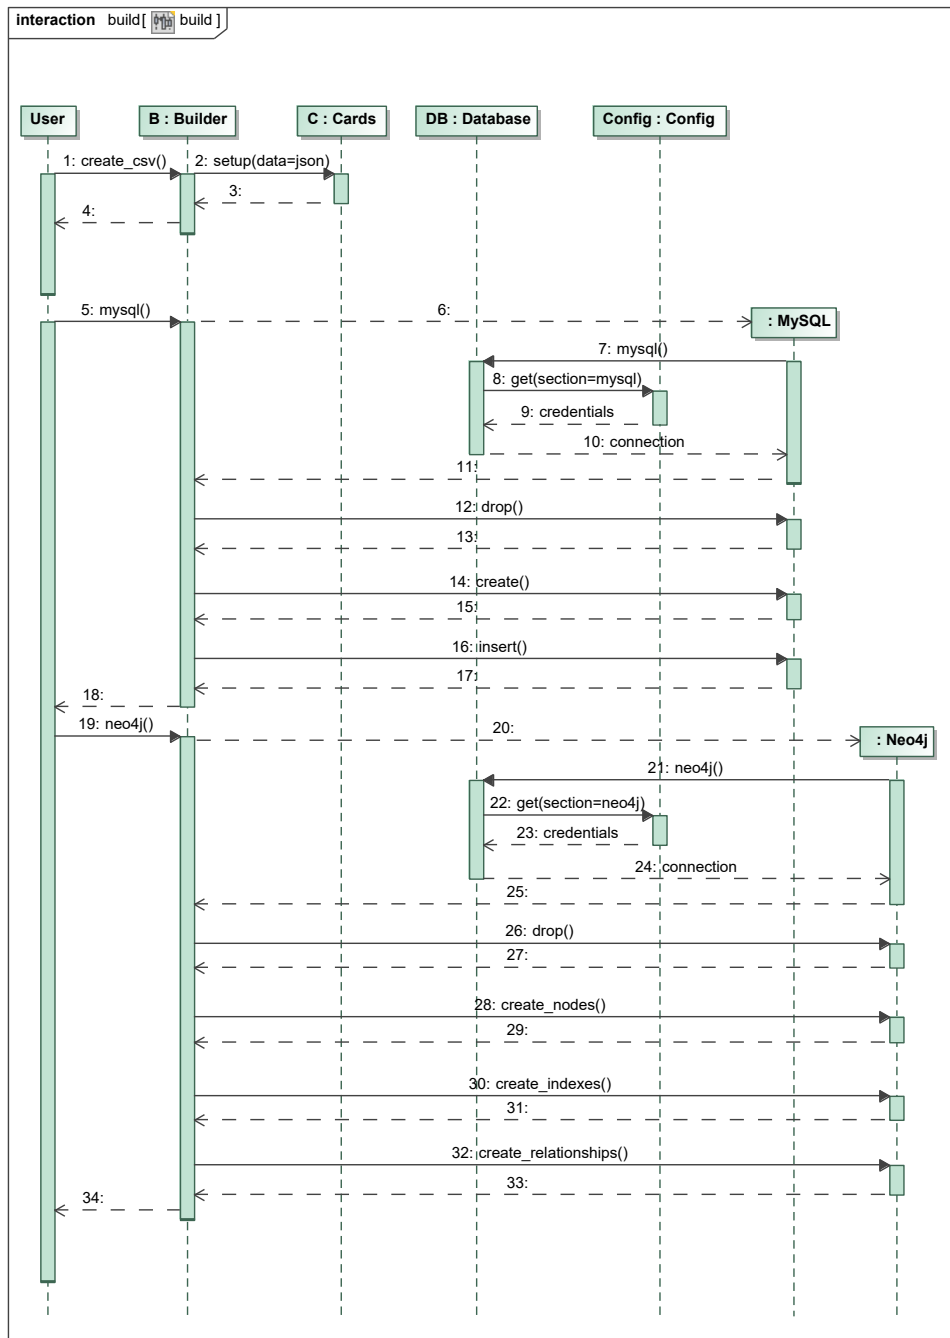 interaction build[ build ]
User
B : Builder
C : Cards
DB : Database
Config : Config
1: create_csv()
2: setup(data=json)
3:
4:
5: mysql()
6:
: MySQL
7: mysql()
8: get(section=mysql)
9: credentials
10: connection
11:
12: drop()
13:
14: create()
15:
16: insert()
17:
18:
19: neo4j()
20:
: Neo4j
21: neo4j()
22: get(section=neo4j)
23: credentials
24: connection
25:
26: drop()
27:
28: create_nodes()
29:
30: create_indexes()
31:
32: create_relationships()
33:
34: